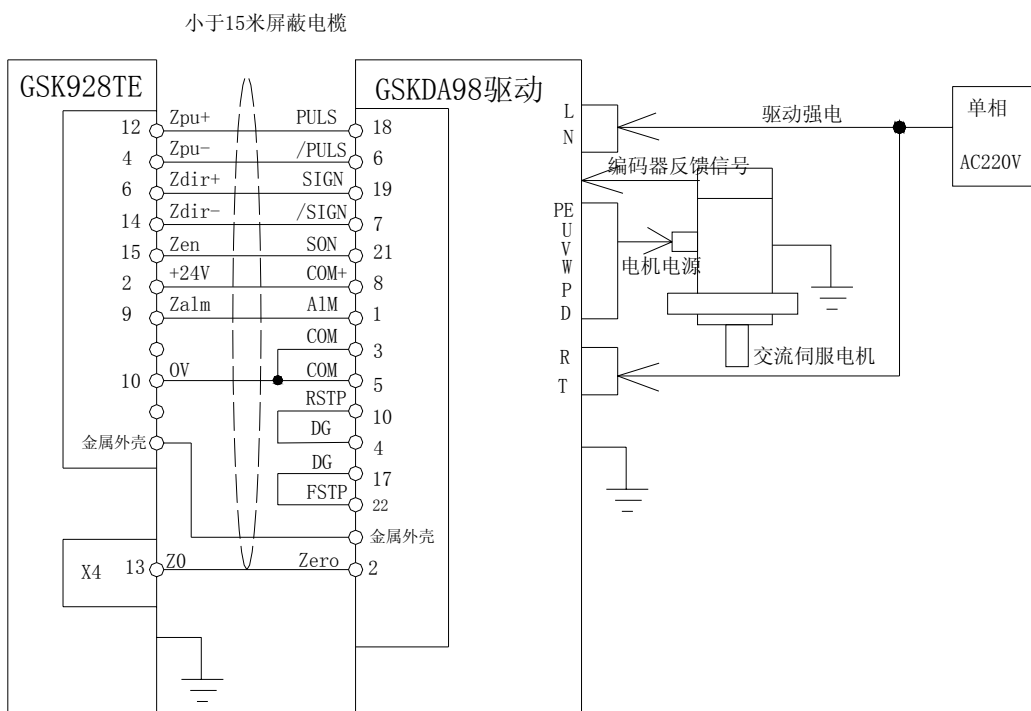 小于15米屏蔽电榄
GSK928TE
GSKDA98驱动
12 Zpu+ PULS 18
4 Zpu- /PULS 6
6 Zdir+ SIGN 19
14 Zdir- /SIGN 7
15 Zen SON 21
2 +24V COM+ 8
9 Zalm AlM 1
COM 3
10 0V COM 5
RSTP 10
金属外壳 DG 4
DG 17
FSTP 22
金属外壳
X4 13 Z0 Zero 2
L
N
驱动强电
单相
AC220V
编码器反馈信号
PE
U
V
W
P
D
电机电源
R
T
交流伺服电机